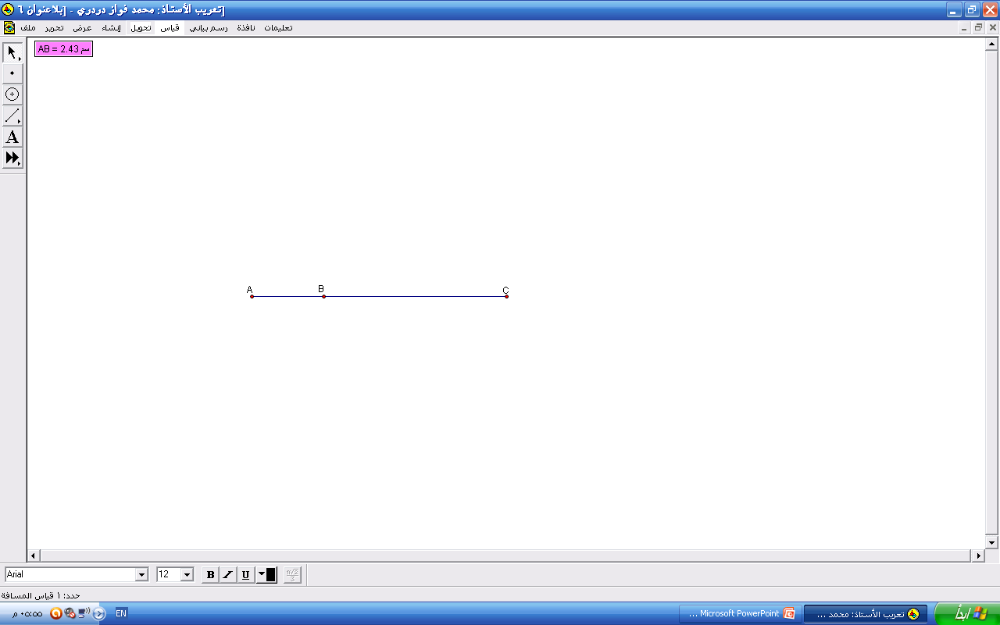 [تعريب الأستاذ: محمد فواز دردري - [بلاعنوان ٦
ملف تحرير عرض إنشاء تحويل قياس رسم بياني نافذة تعليمات
AB = 2.43 سم
A B C
A
Arial 12 B I U
حدد: ١ قياس المسافة
٠٥:٥٥ م EN Microsoft PowerPoint ... تعريب الأستاذ: محمد ... ابدأ